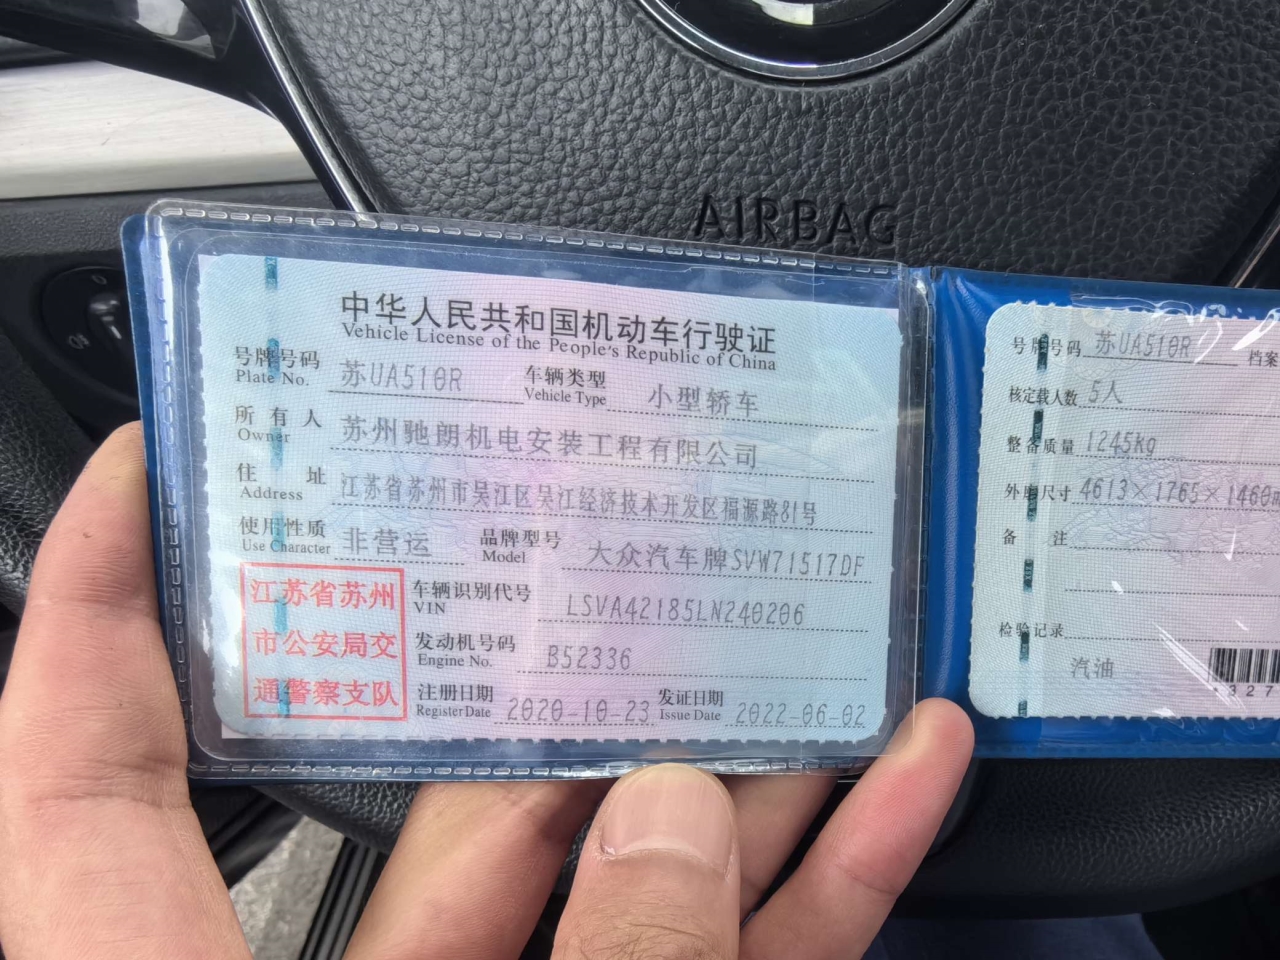 AIRBAG
中华人民共和国机动车行驶证
Vehicle License of the People's Republic of China
号牌号码 苏UA510R 车辆类型 小型轿车
Plate No. Vehicle Type
所有人 苏州驰朗机电安装工程有限公司
Owner
住址 江苏省苏州市吴江区吴江经济技术开发区福源路81号
Address
使用性质 非营运 品牌型号 大众汽车牌SVW71517DF
Use Character Model
江苏省苏州
市公安局交
通警察支队
车辆识别代号 LSVA42185LN240206
VIN
发动机号码 B52336
Engine No.
注册日期 2020-10-23 发证日期 2022-06-02
Register Date Issue Date
号牌号码 苏UA510R 档案
核定载人数 5人
整备质量 1245Kg
外廓尺寸 4613×1765×1460
备注
检验记录
汽油
327